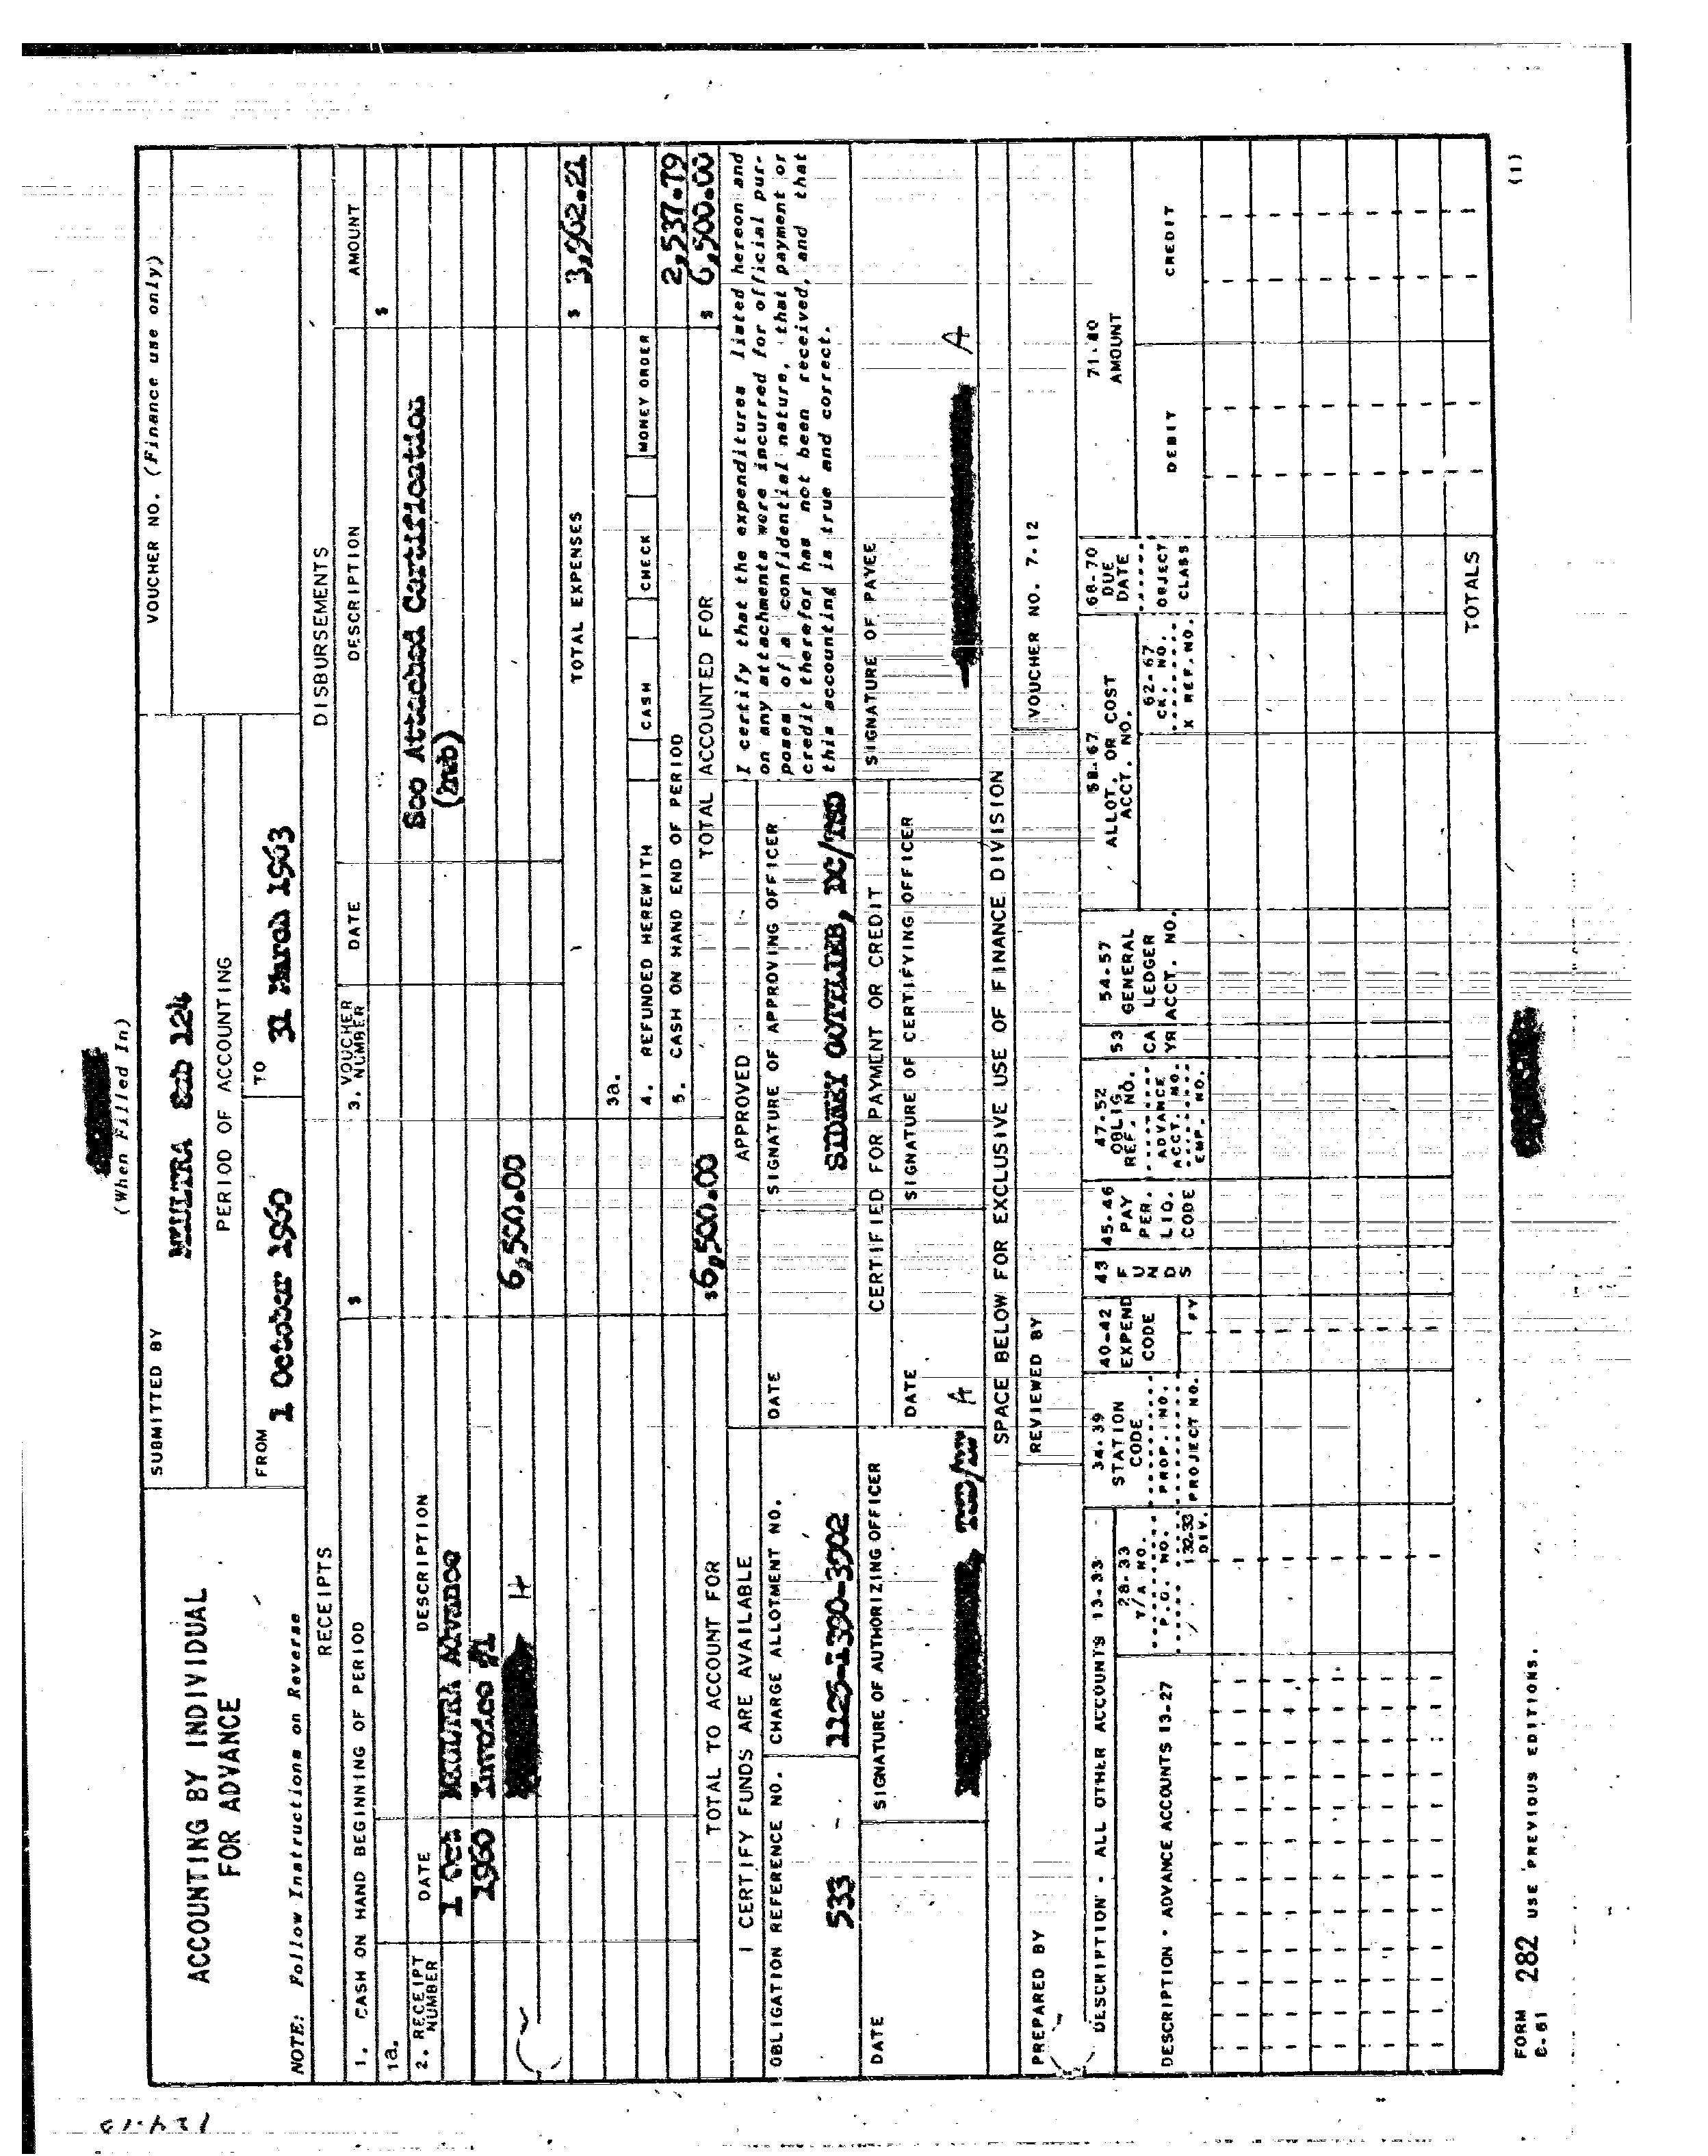 (When Filled In)
ACCOUNTING BY INDIVIDUAL
FOR ADVANCE
NOTE: Follow Instructions on Reverse
SUBMITTED BY
MKULTRA Sub 124
VOUCHER NO. (Finance use only)
PERIOD OF ACCOUNTING
FROM
1 October 1960
TO
31 March 1963
RECEIPTS
DISBURSEMENTS
1. CASH ON HAND BEGINNING OF PERIOD
$
3. VOUCHER NUMBER
DATE
DESCRIPTION
AMOUNT
1a.
$
2. RECEIPT NUMBER
DATE
DESCRIPTION
See Attached Certification
1 Oct MKULTRA Advance
(mb)
1960 Invoice #1
H
6,500.00
TOTAL EXPENSES
$ 3,962.21
3a.
4. REFUNDED HEREWITH
CASH
CHECK
MONEY ORDER
5. CASH ON HAND END OF PERIOD
2,537.79
TOTAL TO ACCOUNT FOR
$6,500.00
TOTAL ACCOUNTED FOR
$ 6,500.00
I CERTIFY FUNDS ARE AVAILABLE
APPROVED
I certify that the expenditures listed hereon and
on any attachments were incurred for official pur-
poses of a confidential nature, that payment or
credit therefor has not been received, and that
this accounting is true and correct.
OBLIGATION REFERENCE NO.
CHARGE ALLOTMENT NO.
DATE
SIGNATURE OF APPROVING OFFICER
533
1125-1390-3902
SIDNEY GOTTLIEB, DC/TSD
DATE
SIGNATURE OF AUTHORIZING OFFICER
CERTIFIED FOR PAYMENT OR CREDIT
SIGNATURE OF PAYEE
DATE
SIGNATURE OF CERTIFYING OFFICER
A
A
SPACE BELOW FOR EXCLUSIVE USE OF FINANCE DIVISION
PREPARED BY
REVIEWED BY
VOUCHER NO. 7-12
DESCRIPTION - ALL OTHER ACCOUNTS 13-33
34-39
STATION
CODE
40-42
EXPEND
CODE
43
FUNDS
45-46
PAY
PER.
LIQ.
CODE
47-52
OBLIG.
REF. NO.
ADVANCE
ACCT. NO.
EMP. NO.
53
CA
YR
54-57
GENERAL
LEDGER
ACCT. NO.
58-67
ALLOT. OR COST
ACCT. NO.
68-70
DUE
DATE
71-80
AMOUNT
DESCRIPTION - ADVANCE ACCOUNTS 13-27
28-33
T/A NO.
P.O. NO.
32-33
DIV.
PROP. NO.
PROJECT NO.
FY
62-67
CK. NO.
X REF. NO.
OBJECT
CLASS
DEBIT
CREDIT
TOTALS
FORM
8-61
282 USE PREVIOUS EDITIONS.
(1)